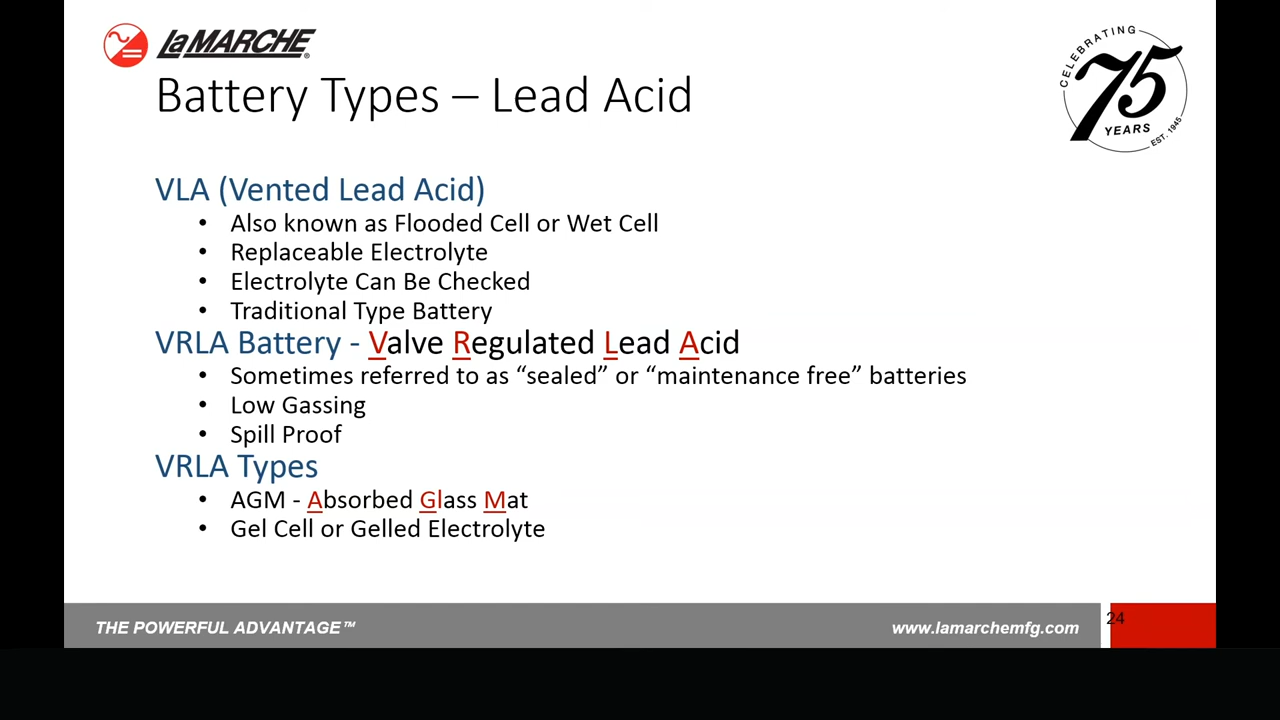 LaMARCHE®
CELEBRATING
75
YEARS
EST. 1945
Battery Types – Lead Acid
VLA (Vented Lead Acid)
• Also known as Flooded Cell or Wet Cell
• Replaceable Electrolyte
• Electrolyte Can Be Checked
• Traditional Type Battery
VRLA Battery - Valve Regulated Lead Acid
• Sometimes referred to as “sealed” or “maintenance free” batteries
• Low Gassing
• Spill Proof
VRLA Types
• AGM - Absorbed Glass Mat
• Gel Cell or Gelled Electrolyte
THE POWERFUL ADVANTAGE™
www.lamarchemfg.com
24